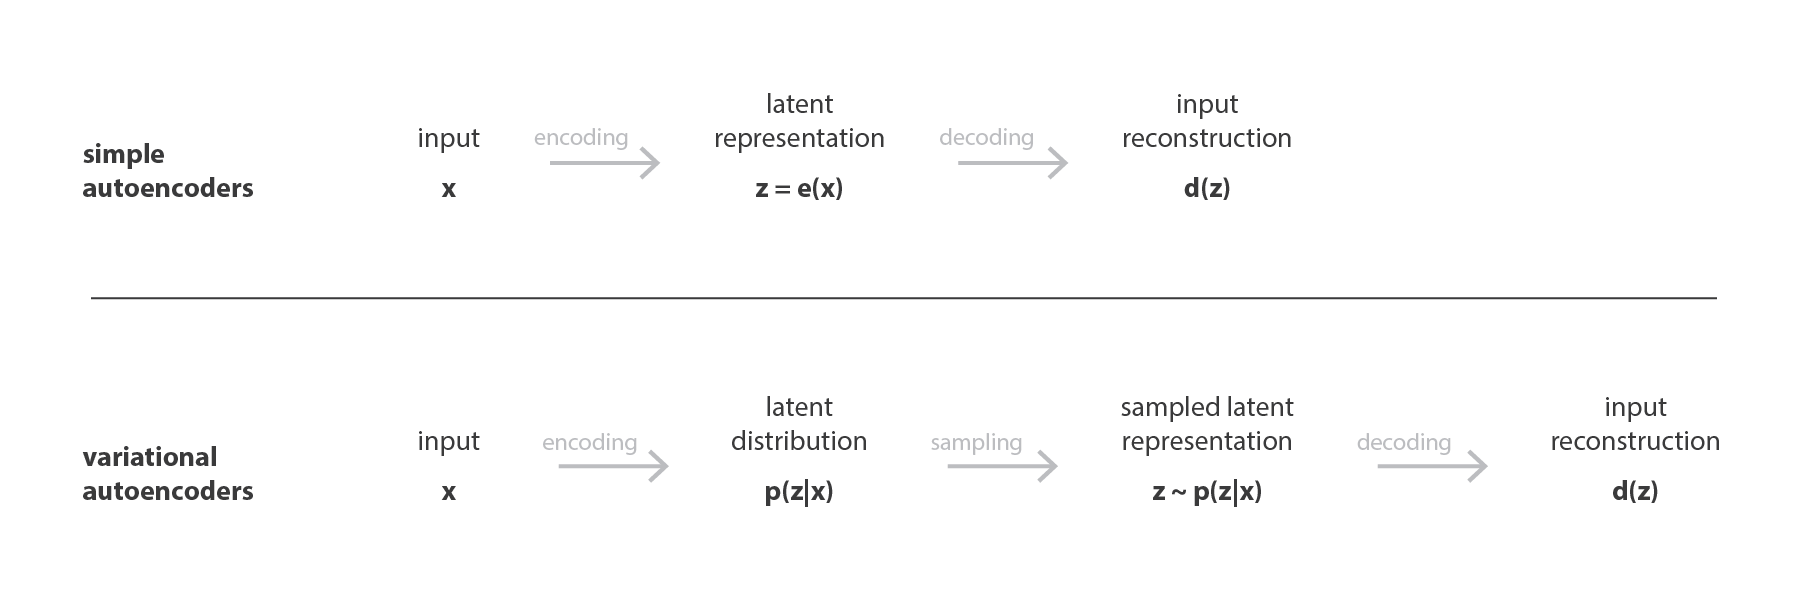 simple
autoencoders
input
x
encoding
latent
representation
z = e(x)
decoding
input
reconstruction
d(z)
variational
autoencoders
input
x
encoding
latent
distribution
p(z|x)
sampling
sampled latent
representation
z ~ p(z|x)
decoding
input
reconstruction
d(z)